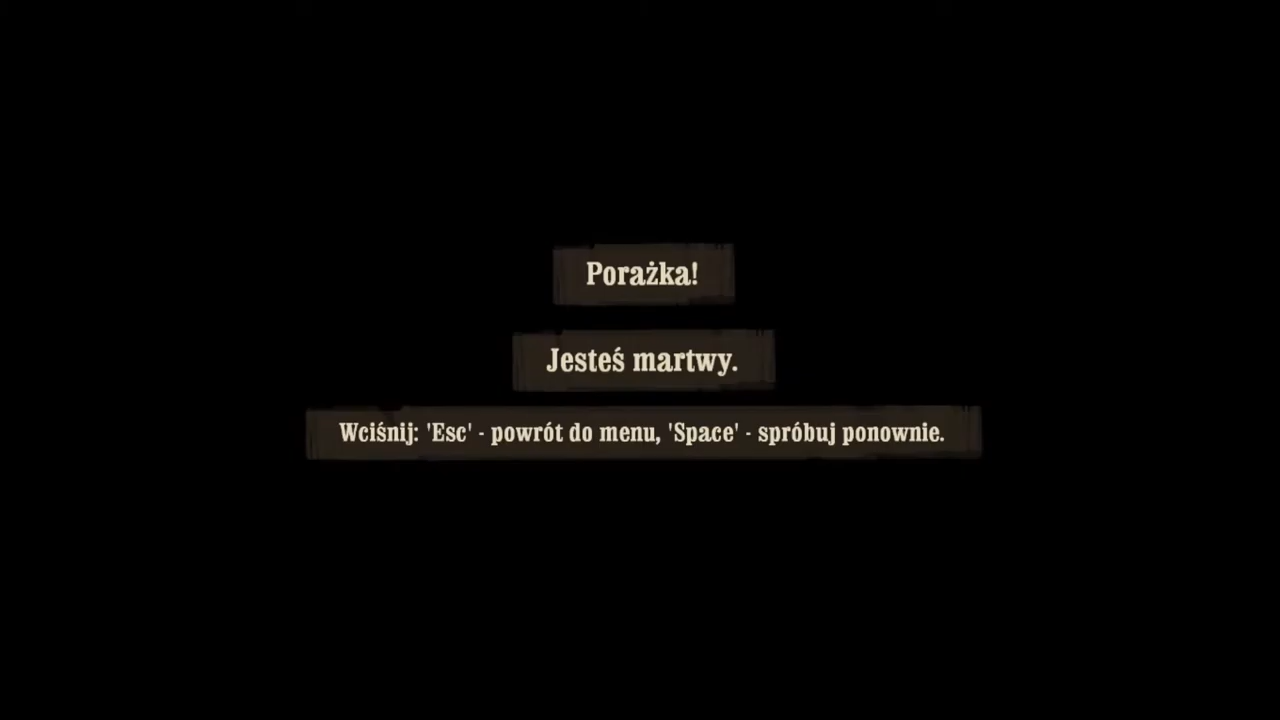 Porażka!
Jesteś martwy.
Wciśnij: 'Esc' - powrót do menu, 'Space' - spróbuj ponownie.